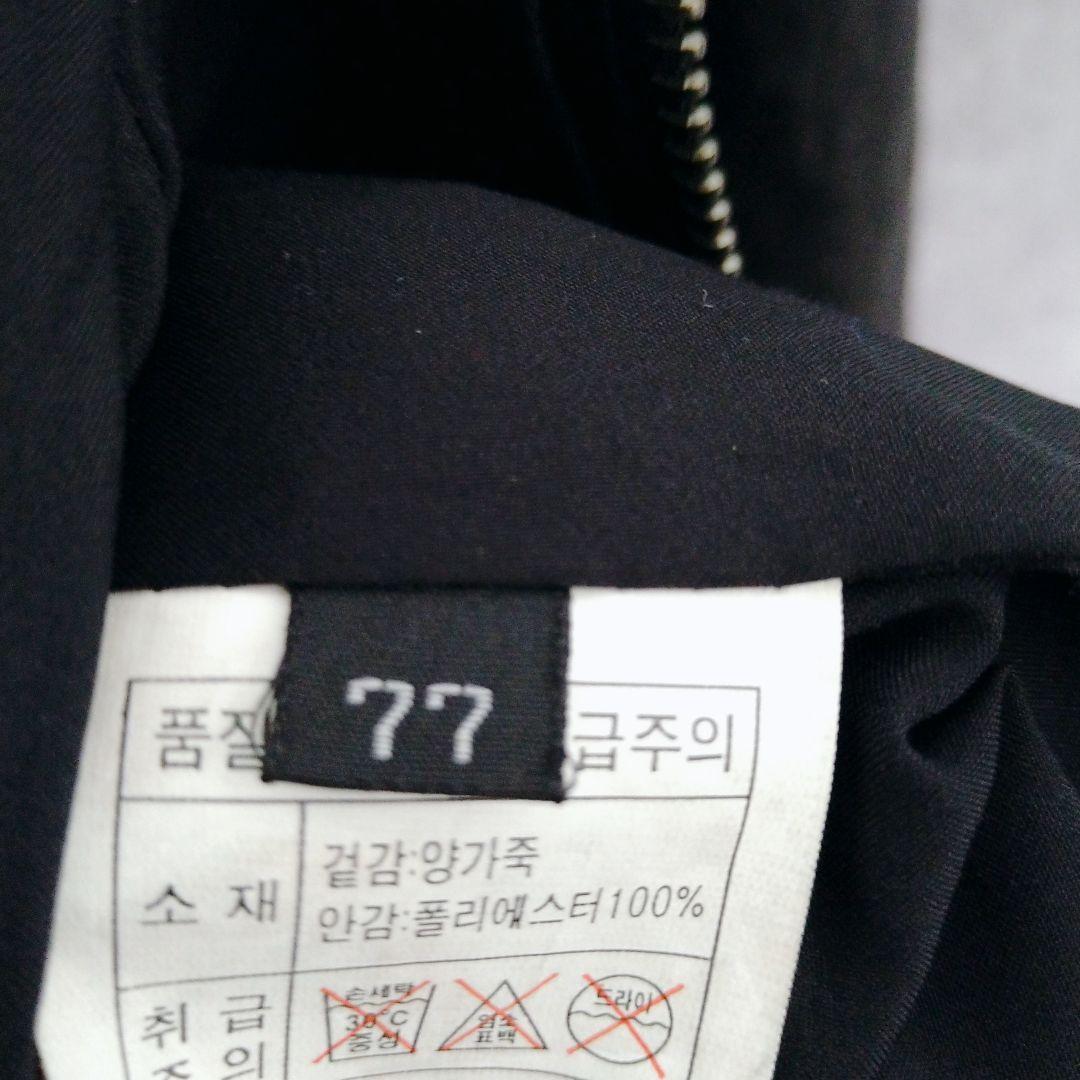 77
품질 급주의
소 재
겉감:양가죽
안감:폴리에스터100%
취 급
손세탁
30°C
중성
염소
표백
드라이